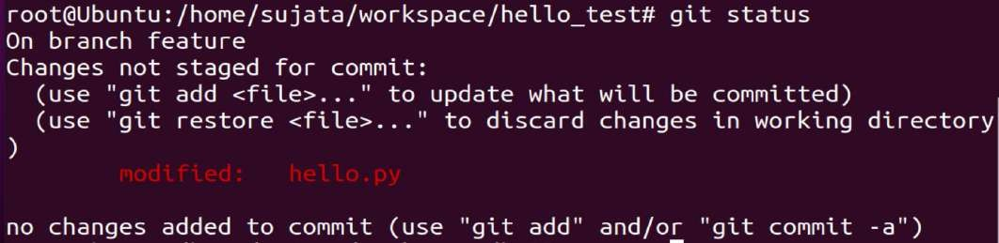 root@Ubuntu:/home/sujata/workspace/hello_test# git status
On branch feature
Changes not staged for commit:
  (use "git add <file>..." to update what will be committed)
  (use "git restore <file>..." to discard changes in working directory
)
        modified:   hello.py

no changes added to commit (use "git add" and/or "git commit -a")